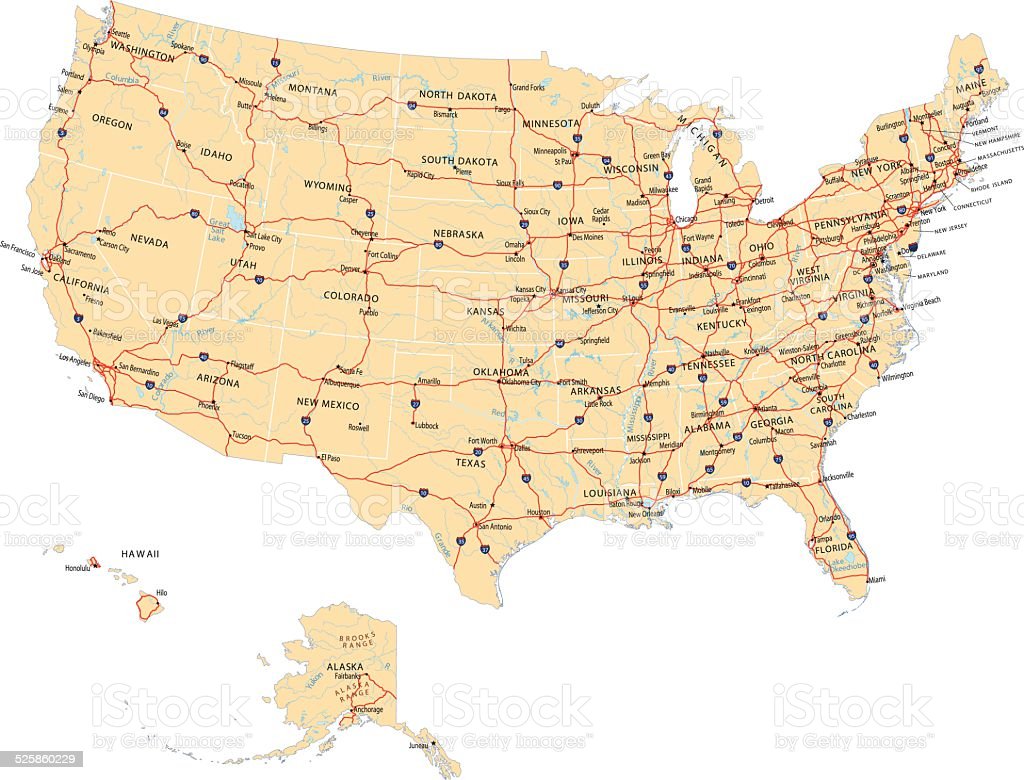 Seattle
Olympia
WASHINGTON
Spokane
Portland
Columbia
Salem
Eugene
OREGON
Missoula
Missouri
River
Helena
MONTANA
Butte
Billings
NORTH DAKOTA
Bismarck
Fargo
Grand Forks
Duluth
MINNESOTA
Minneapolis
St Paul
WISCONSIN
Green Bay
MICHIGAN
Boise
IDAHO
Pocatello
WYOMING
Casper
Cheyenne
SOUTH DAKOTA
Pierre
Rapid City
Sioux Falls
Sioux City
IOWA
Cedar
Rapids
Des Moines
Madison
Milwaukee
Grand
Rapids
Lansing
Detroit
Toledo
Chicago
Cleveland
Burlington
Montpelier
MAINE
Augusta
Bangor
Portland
VERMONT
NEW HAMPSHIRE
MASSACHUSETTS
Concord
Boston
Providence
RHODE ISLAND
CONNECTICUT
Hartford
Albany
Syracuse
NEW YORK
Buffalo
Scranton
New York
Trenton
NEW JERSEY
PENNSYLVANIA
Harrisburg
Pittsburgh
Philadelphia
Baltimore
DELAWARE
Washington
DC
MARYLAND
San Francisco
Oakland
San Jose
Sacramento
Reno
Carson City
NEVADA
CALIFORNIA
Fresno
Bakersfield
Las Vegas
Los Angeles
San Bernardino
San Diego
Great
Salt
Lake
Salt Lake City
Provo
UTAH
Colorado
River
Fort Collins
Denver
COLORADO
Pueblo
NEBRASKA
Omaha
Lincoln
KANSAS
Topeka
Kansas City
Kansas City
Wichita
Arkansas
R
MISSOURI
Jefferson City
St Louis
Springfield
Peoria
ILLINOIS
Springfield
Fort Wayne
INDIANA
Indianapolis
OHIO
Columbus
Cincinnati
WEST
VIRGINIA
Charleston
VIRGINIA
Richmond
Norfolk
Virginia Beach
Evansville
Louisville
Frankfort
Lexington
KENTUCKY
ARIZONA
Flagstaff
Phoenix
Tucson
Santa Fe
Albuquerque
NEW MEXICO
Roswell
El Paso
Amarillo
Lubbock
Tulsa
OKLAHOMA
Oklahoma City
Fort Smith
ARKANSAS
Little Rock
Red
Memphis
Mississippi
River
Nashville
TENNESSEE
Knoxville
Winston-Salem
Greensboro
Raleigh
NORTH CAROLINA
Charlotte
Greenville
Wilmington
Columbia
SOUTH
CAROLINA
Charleston
Birmingham
ALABAMA
Montgomery
Atlanta
GEORGIA
Macon
Columbus
Savannah
MISSISSIPPI
Meridian
Jackson
Fort Worth
Dallas
TEXAS
Shreveport
River
LOUISIANA
Baton Rouge
New Orleans
Biloxi
Mobile
Tallahassee
Jacksonville
Austin
San Antonio
Houston
Rio
Grande
Orlando
Tampa
FLORIDA
Lake
Okeechobee
Miami
HAWAII
Honolulu
Hilo
BROOKS
RANGE
ALASKA
Fairbanks
Yukon
R
ALASKA
RANGE
Anchorage
Juneau
iStock
by Getty Images™
525860229